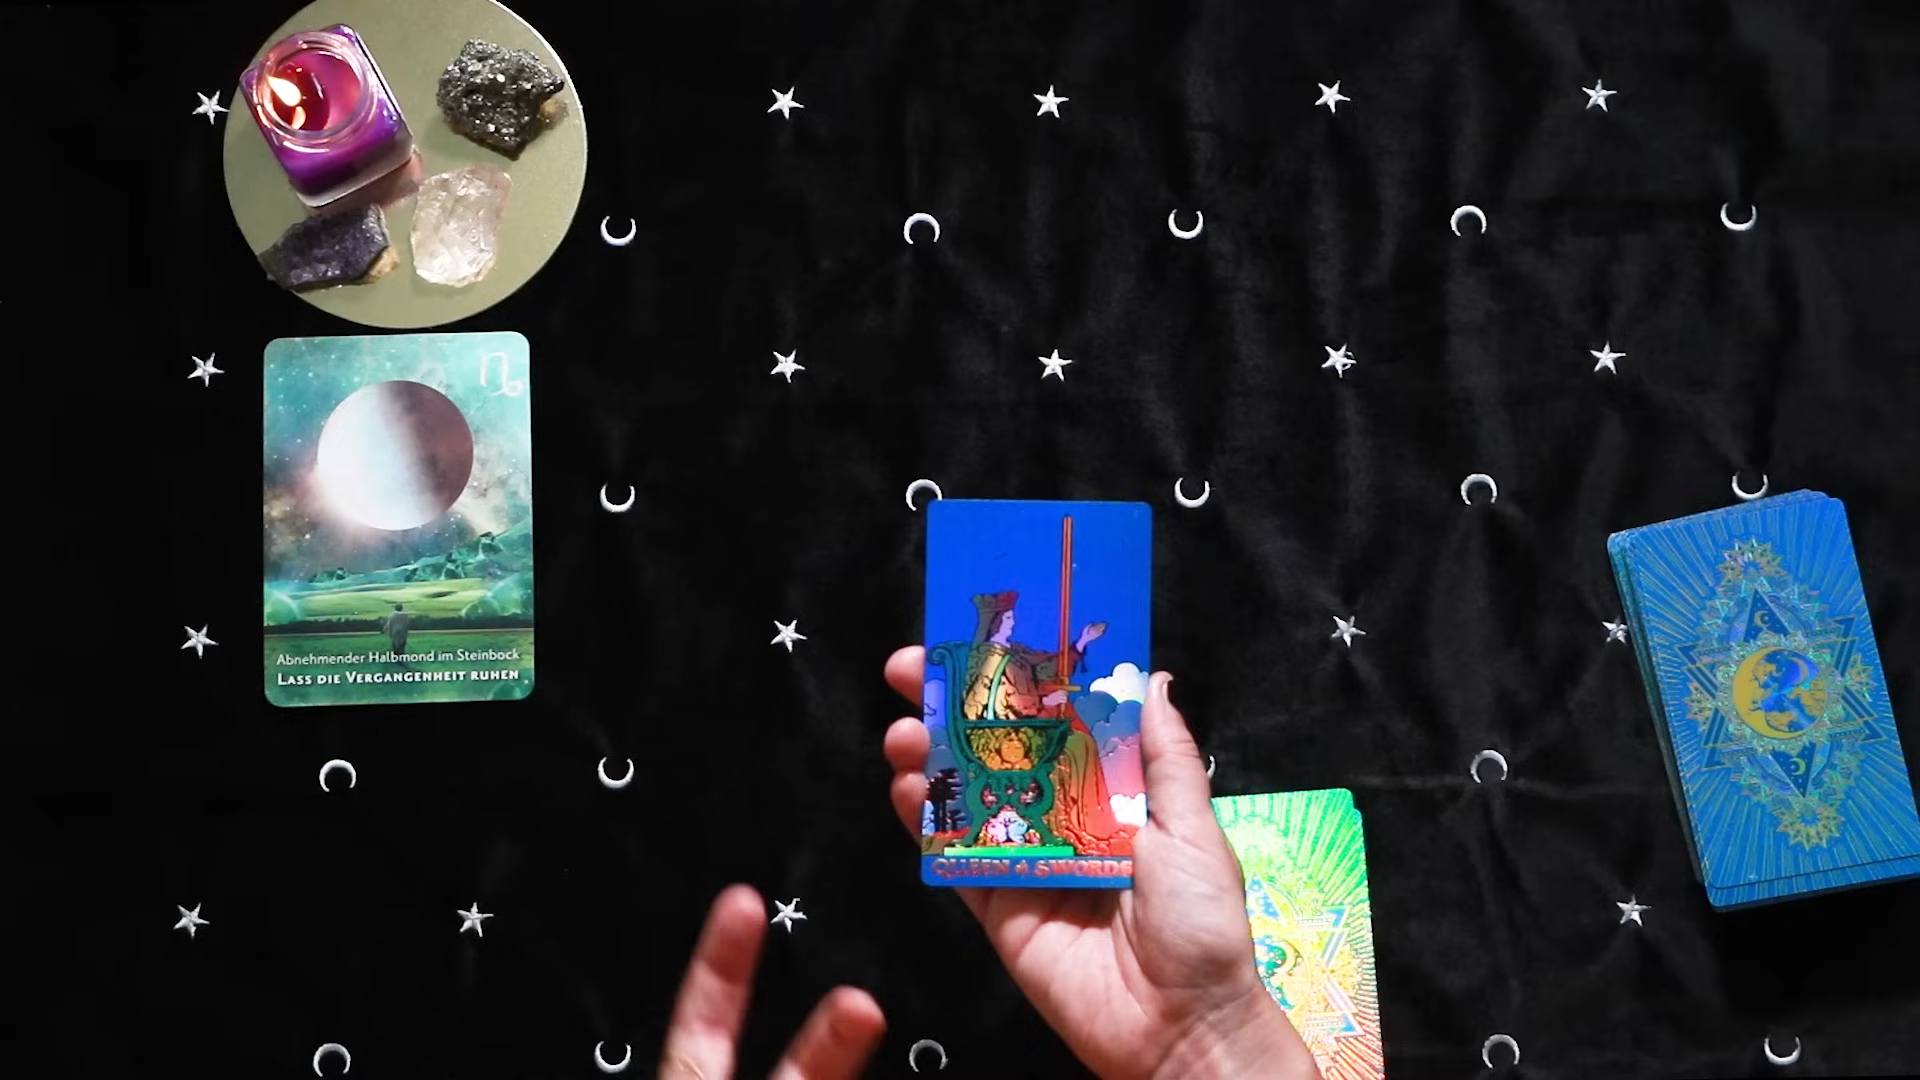 Abnehmender Halbmond im Steinbock
LASS DIE VERGANGENHEIT RUHEN
QUEEN of SWORDS